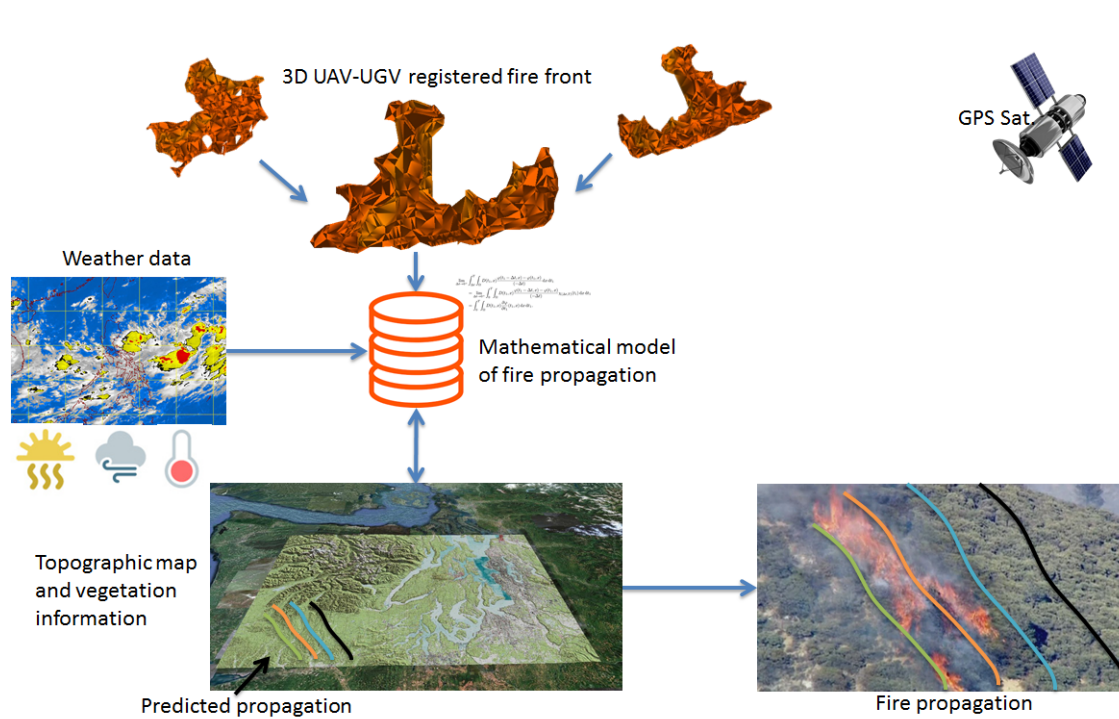 3D UAV-UGV registered fire front
GPS Sat.
Weather data
Mathematical model
of fire propagation
Topographic map
and vegetation
information
Predicted propagation
Fire propagation